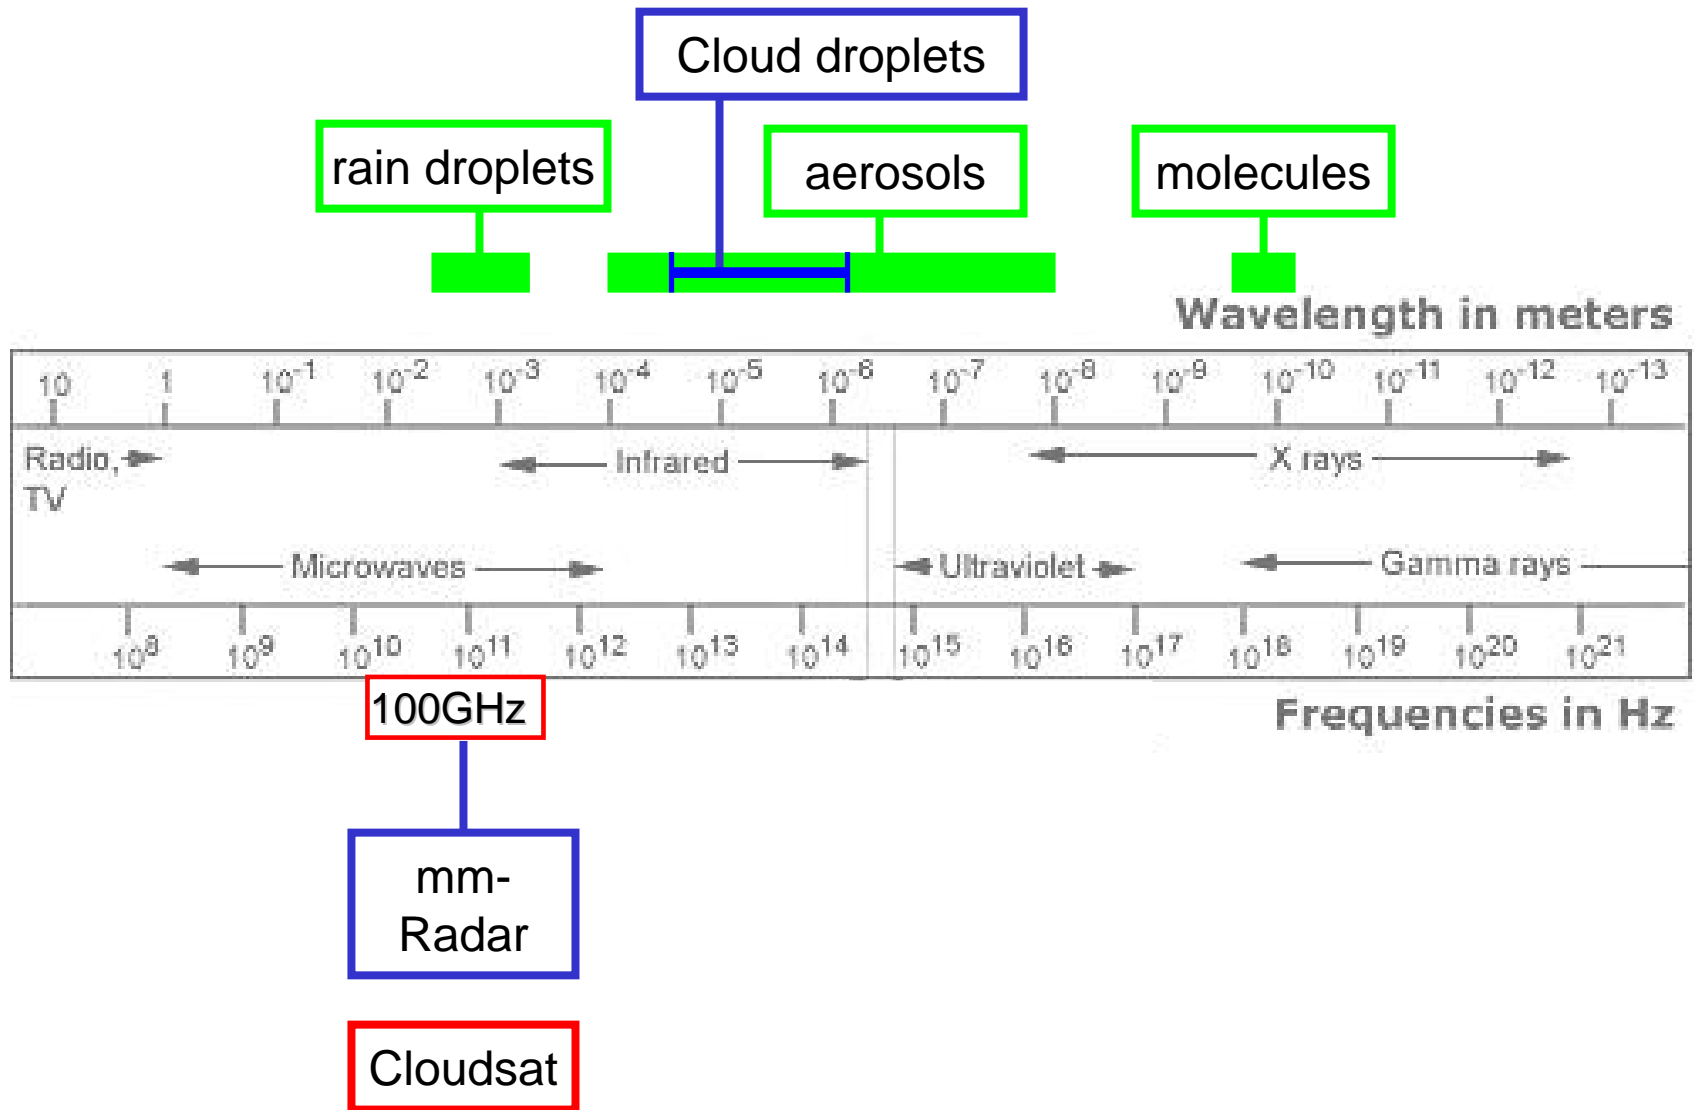 Cloud droplets
rain droplets
aerosols
molecules
Wavelength in meters
10 1 10⁻¹ 10⁻² 10⁻³ 10⁻⁴ 10⁻⁵ 10⁻⁶ 10⁻⁷ 10⁻⁸ 10⁻⁹ 10⁻¹⁰ 10⁻¹¹ 10⁻¹² 10⁻¹³
Radio,
TV
Infrared
X rays
Microwaves
Ultraviolet
Gamma rays
10⁸ 10⁹ 10¹⁰ 10¹¹ 10¹² 10¹³ 10¹⁴ 10¹⁵ 10¹⁶ 10¹⁷ 10¹⁸ 10¹⁹ 10²⁰ 10²¹
100GHz
Frequencies in Hz
mm-
Radar
Cloudsat